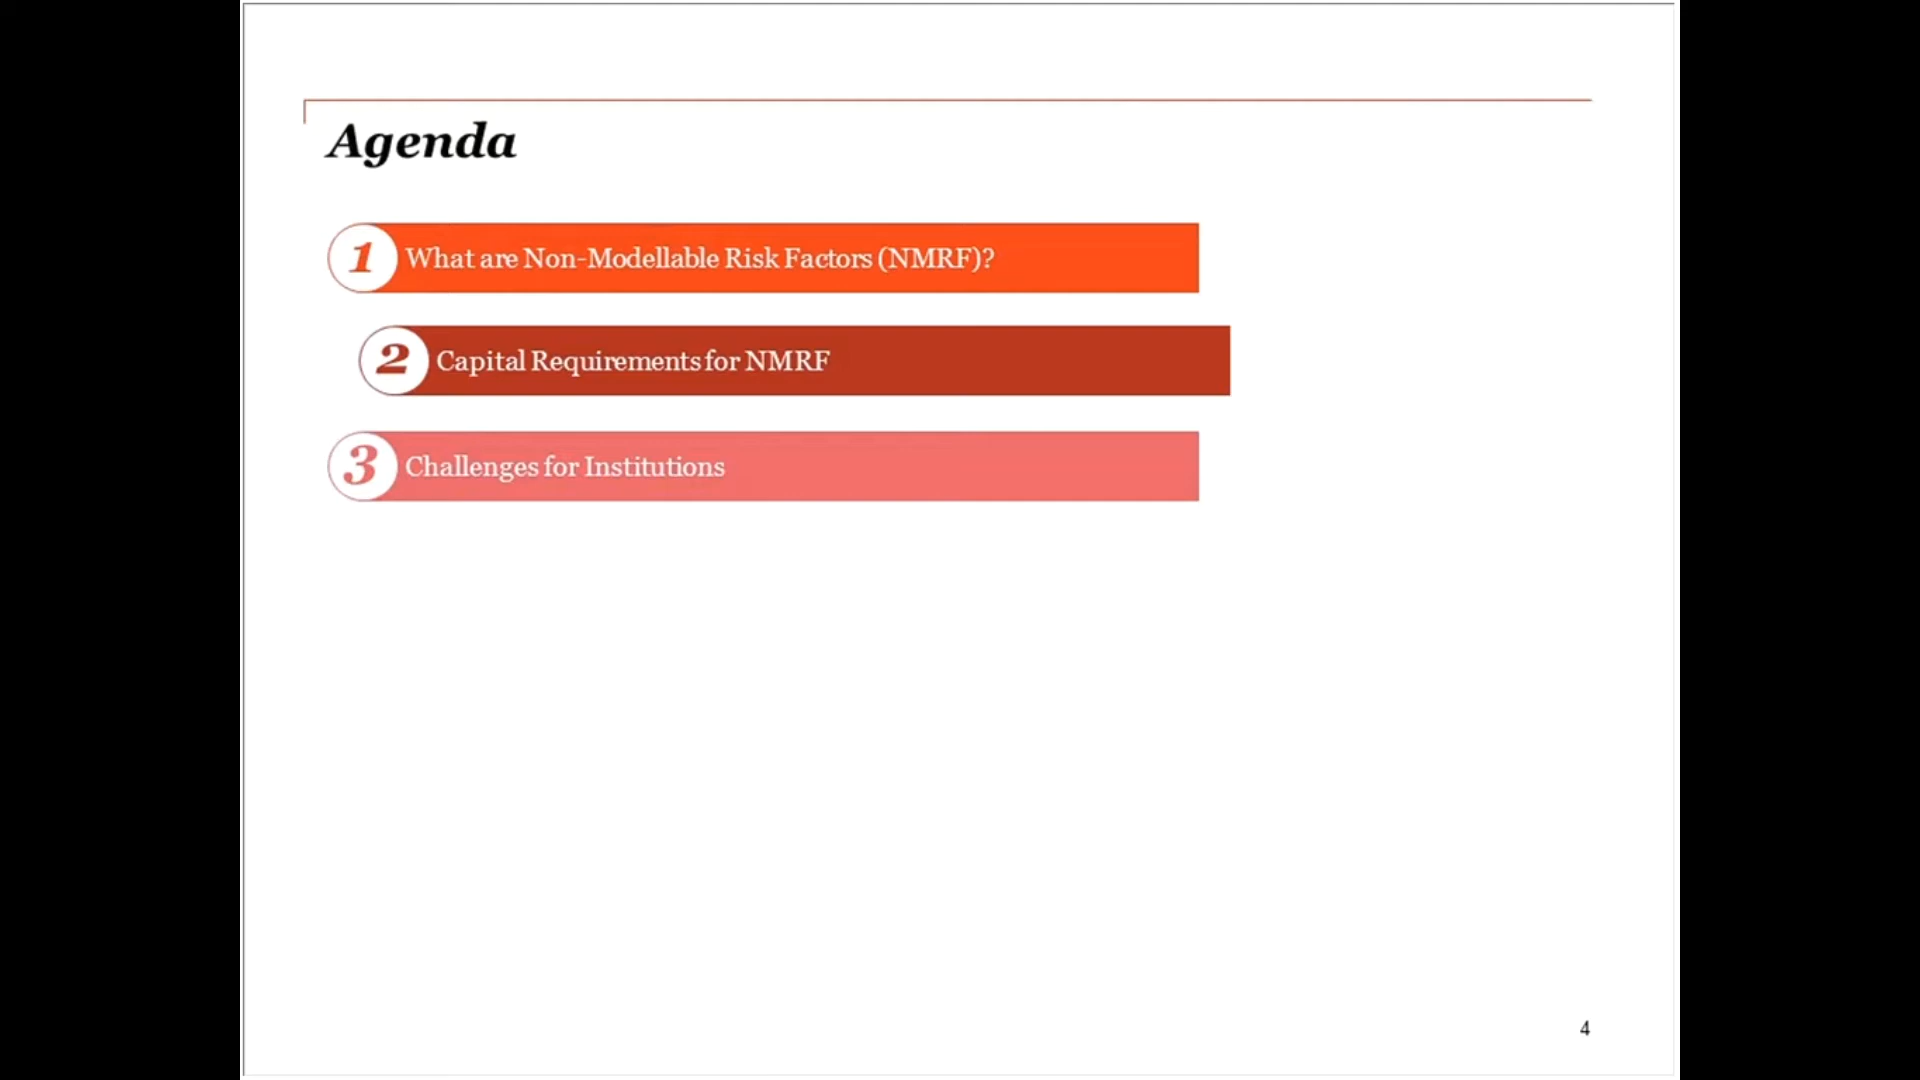 Agenda
1 What are Non-Modellable Risk Factors (NMRF)?
2 Capital Requirements for NMRF
3 Challenges for Institutions
4